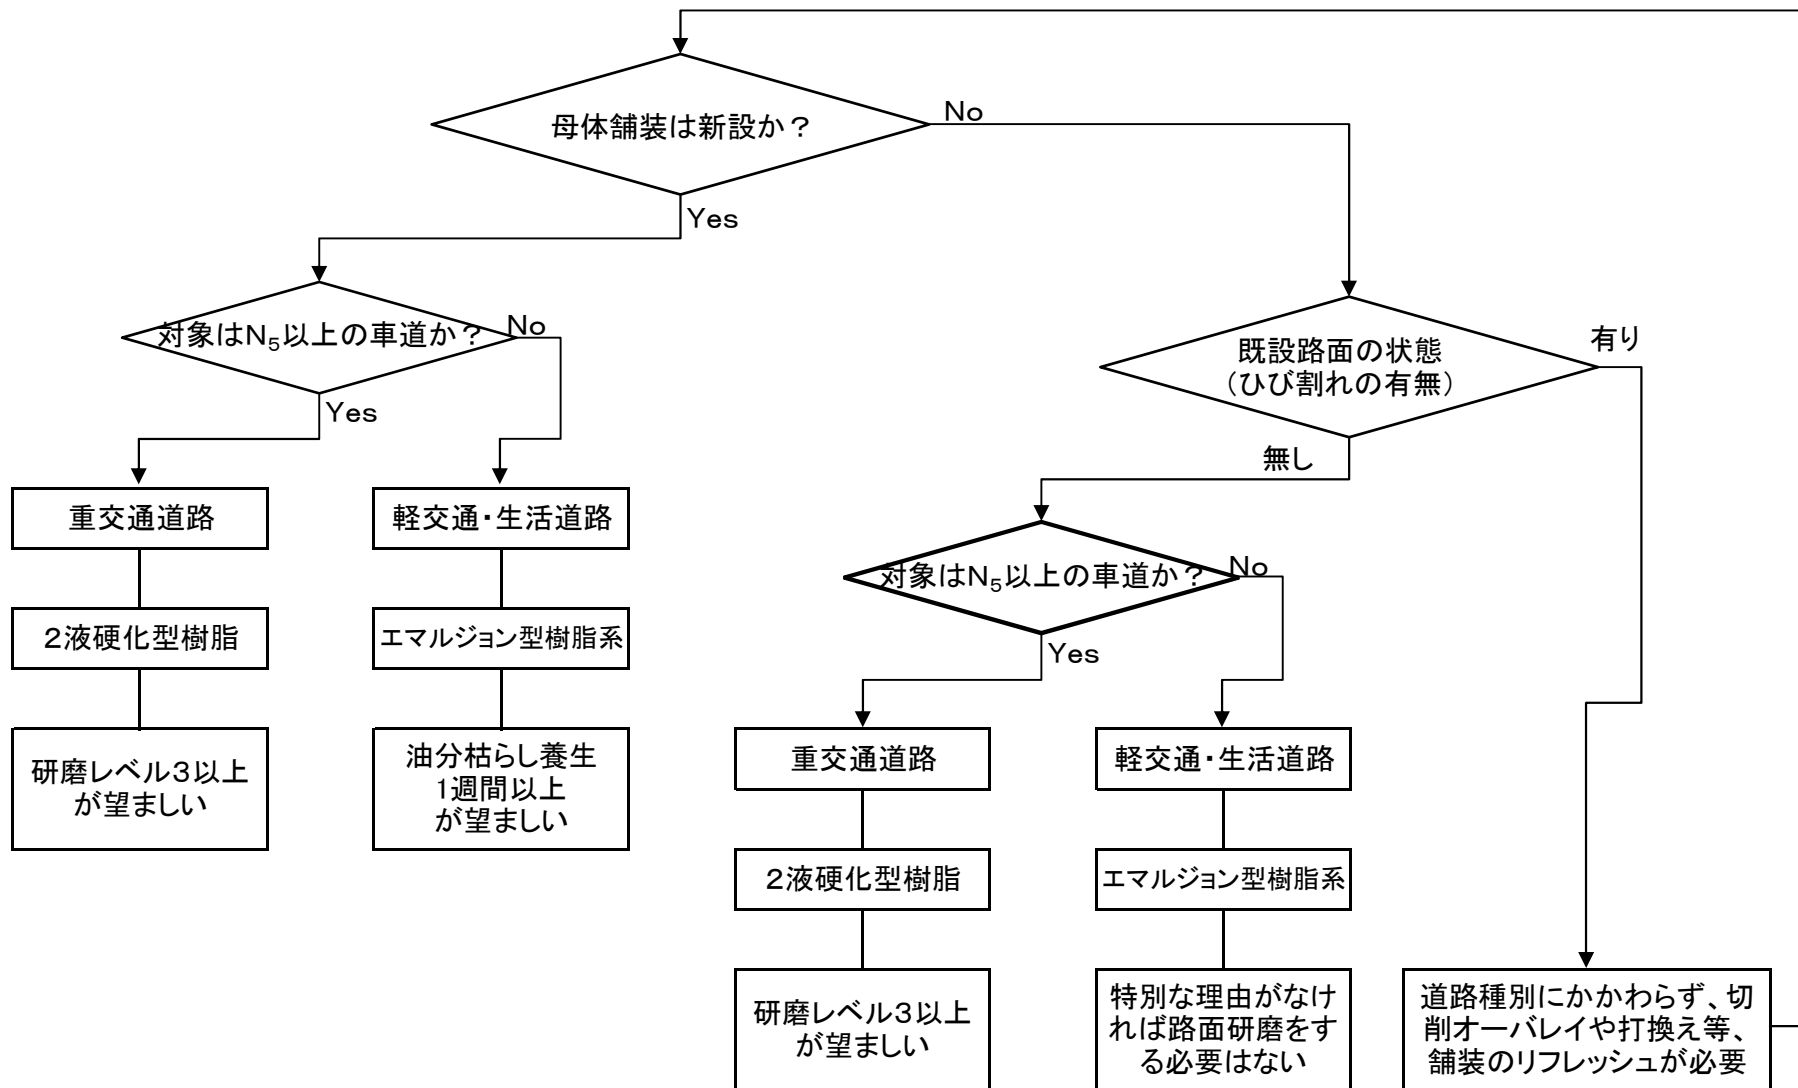 母体舗装は新設か？
No
Yes
対象はN₅以上の車道か？
No
Yes
重交通道路
軽交通・生活道路
２液硬化型樹脂
エマルジョン型樹脂系
研磨レベル３以上
が望ましい
油分枯らし養生
1週間以上
が望ましい
既設路面の状態
（ひび割れの有無）
有り
無し
対象はN₅以上の車道か？
No
Yes
重交通道路
軽交通・生活道路
２液硬化型樹脂
エマルジョン型樹脂系
研磨レベル３以上
が望ましい
特別な理由がなけ
れば路面研磨をす
る必要はない
道路種別にかかわらず、切
削オーバレイや打換え等、
舗装のリフレッシュが必要